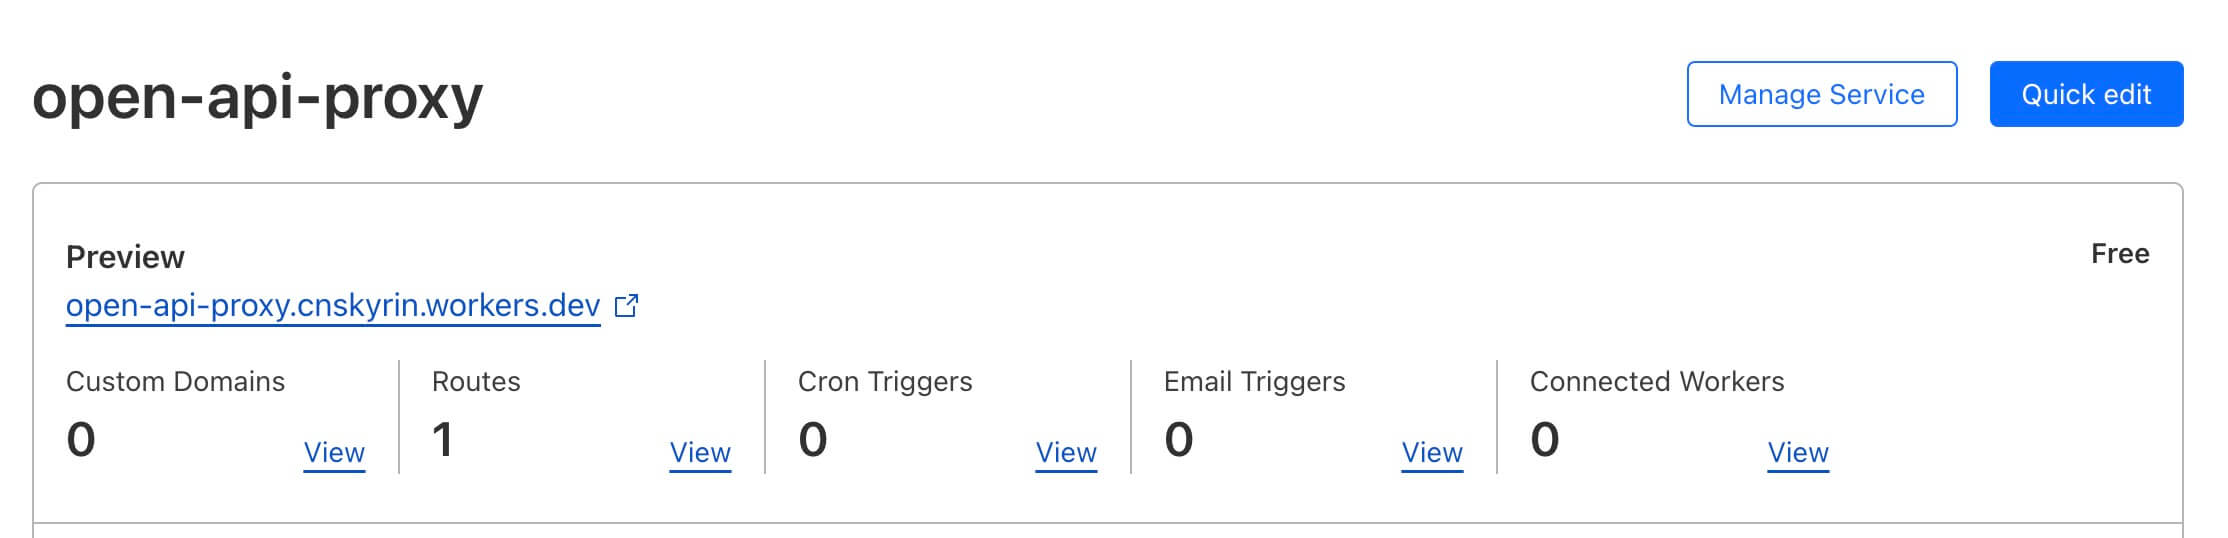 open-api-proxy
Manage Service
Quick edit
Preview
Free
open-api-proxy.cnskyrin.workers.dev
Custom Domains
0
View
Routes
1
View
Cron Triggers
0
View
Email Triggers
0
View
Connected Workers
0
View